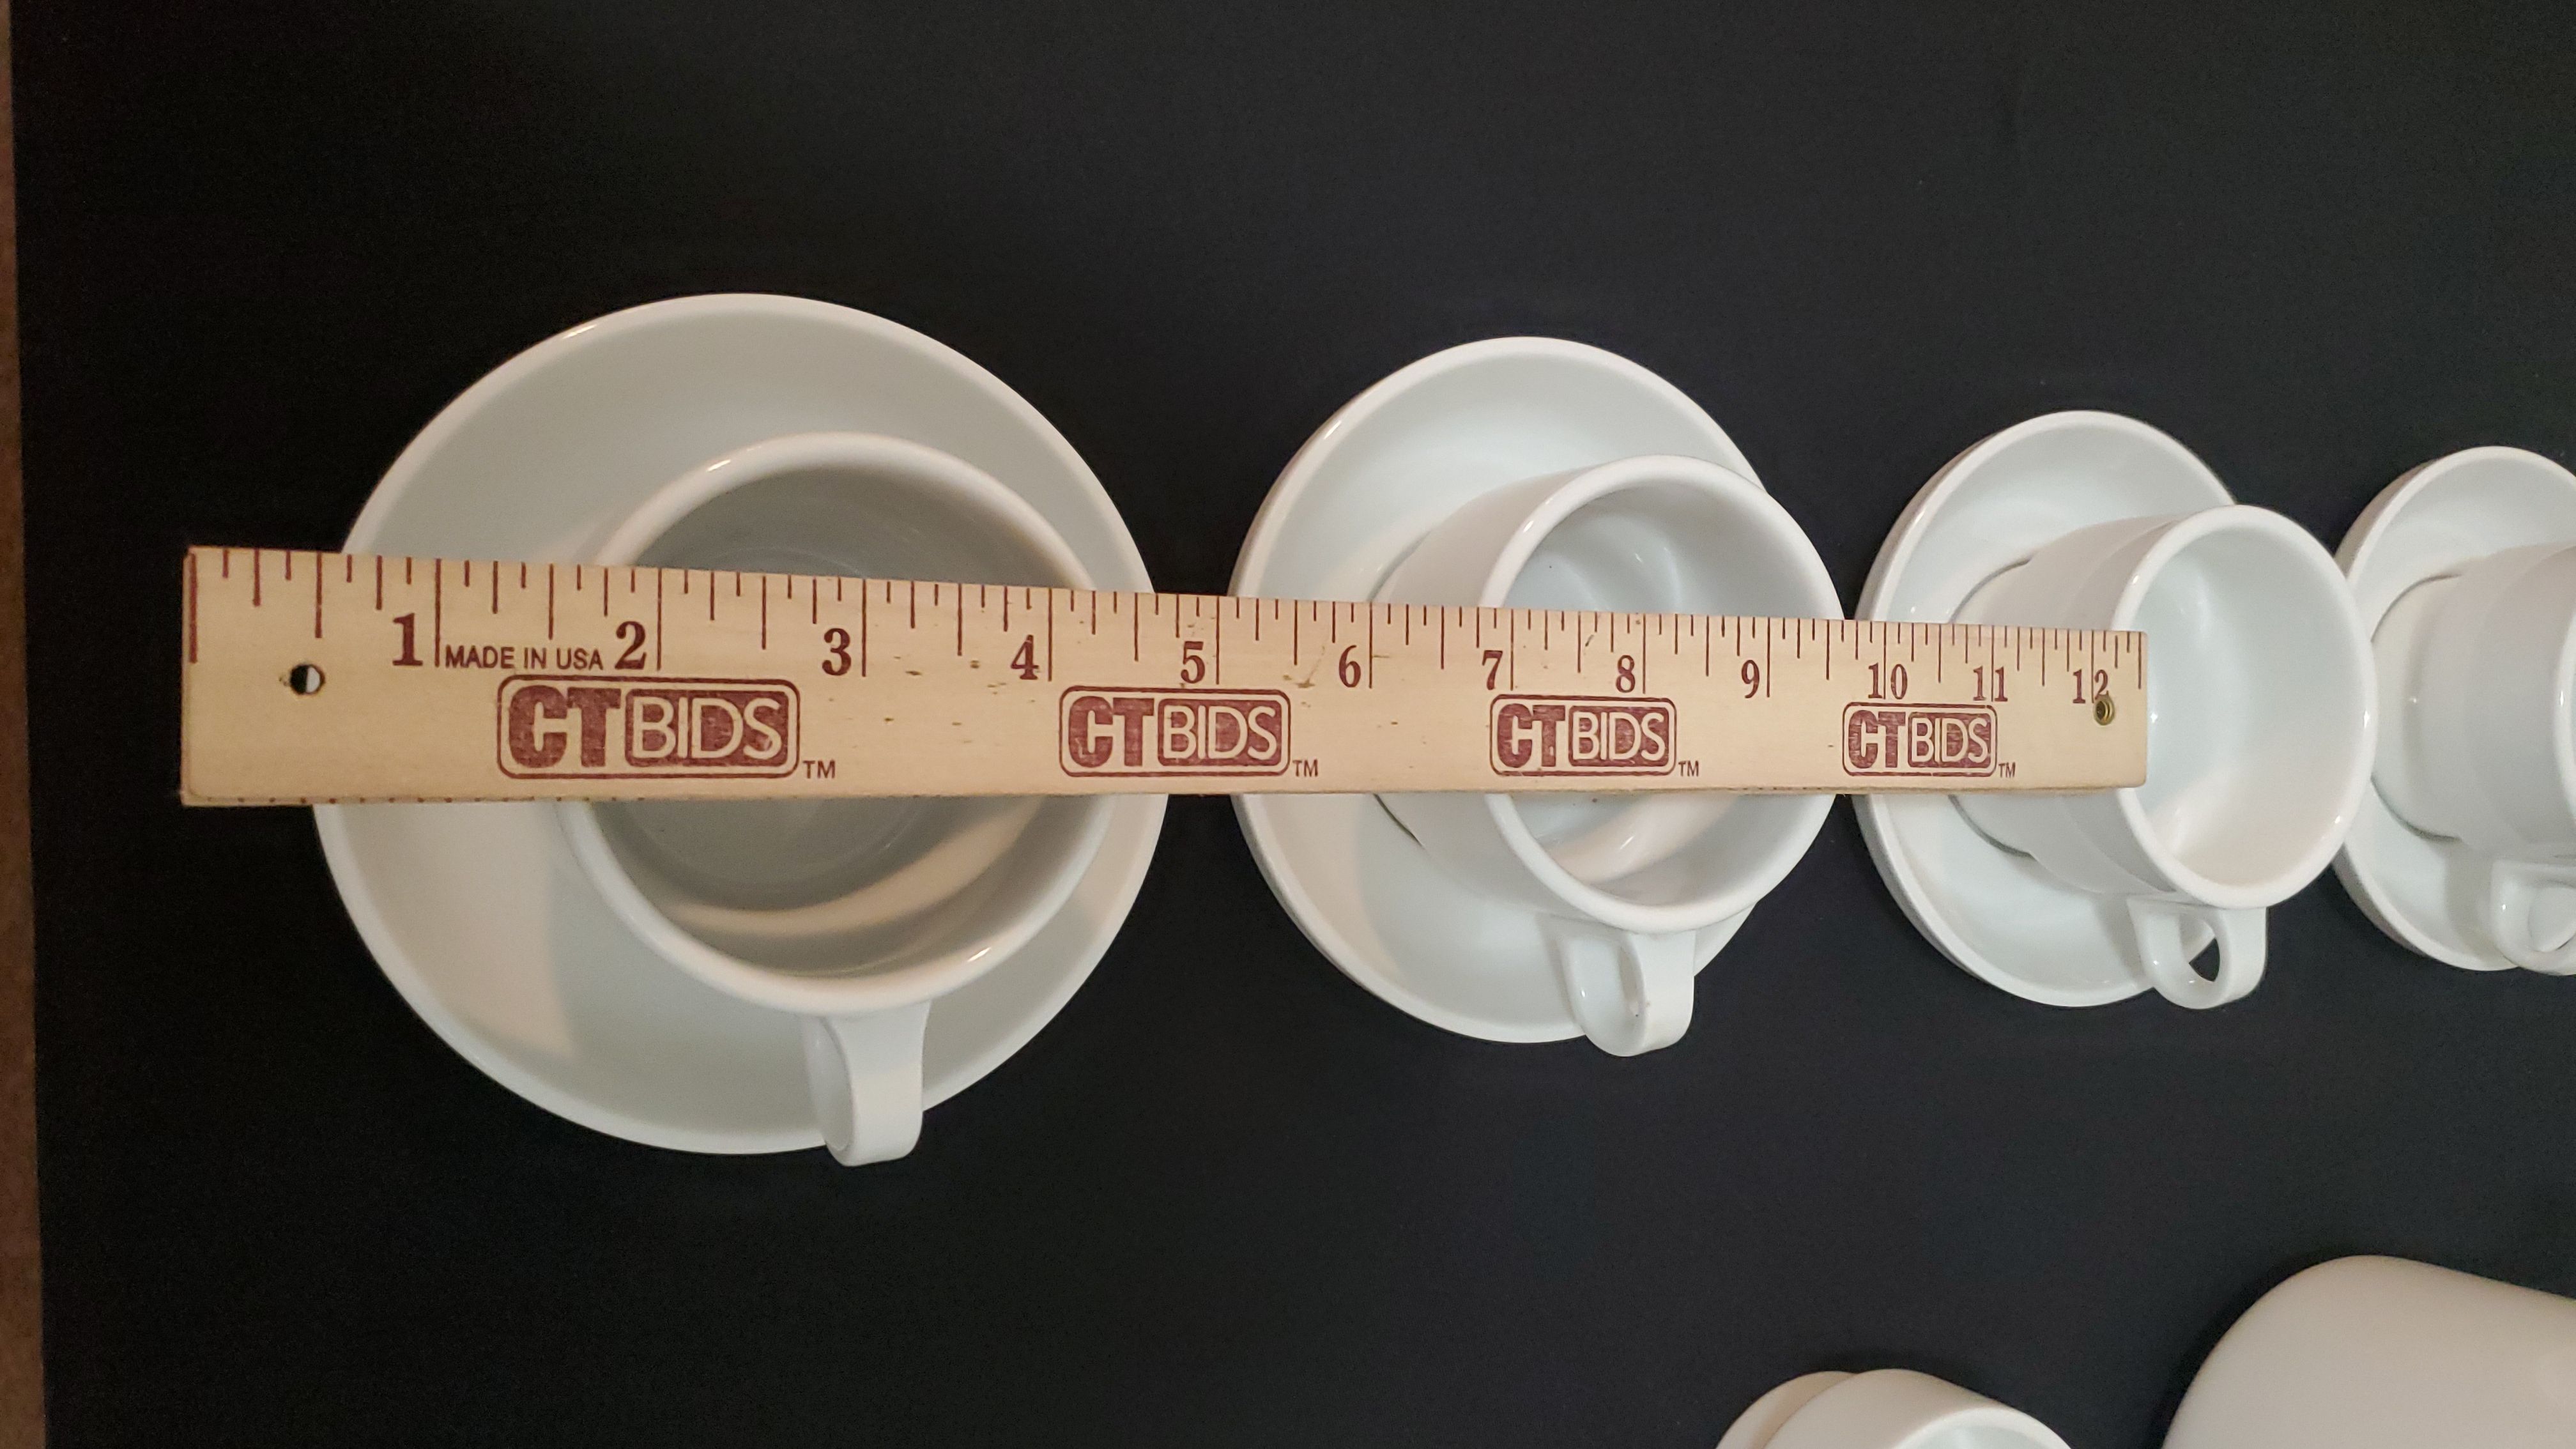 1 2 3 4 5 6 7 8 9 10 11 12
MADE IN USA
CTBIDS™ CTBIDS™ CTBIDS™ CTBIDS™